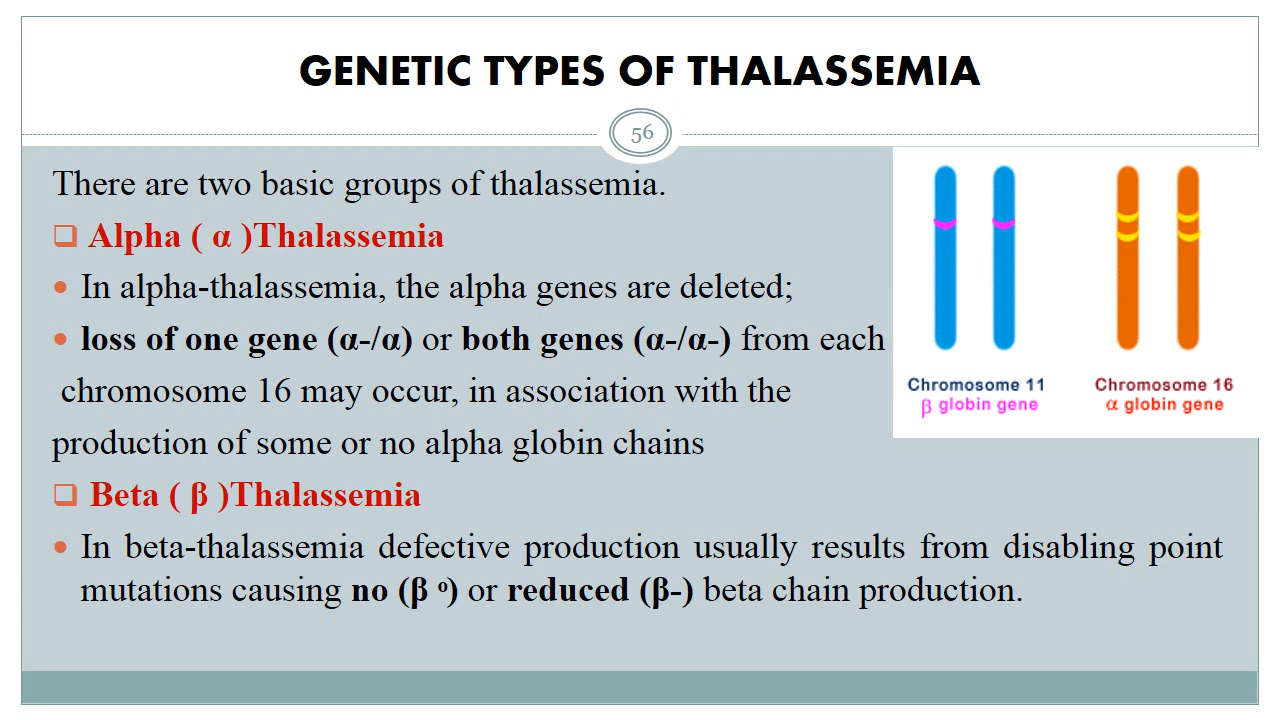 GENETIC TYPES OF THALASSEMIA
56
There are two basic groups of thalassemia.
❑ Alpha ( α )Thalassemia
• In alpha-thalassemia, the alpha genes are deleted;
• loss of one gene (α-/α) or both genes (α-/α-) from each
chromosome 16 may occur, in association with the
production of some or no alpha globin chains
❑ Beta ( β )Thalassemia
• In beta-thalassemia defective production usually results from disabling point
mutations causing no (β º) or reduced (β-) beta chain production.
Chromosome 11
β globin gene
Chromosome 16
α globin gene